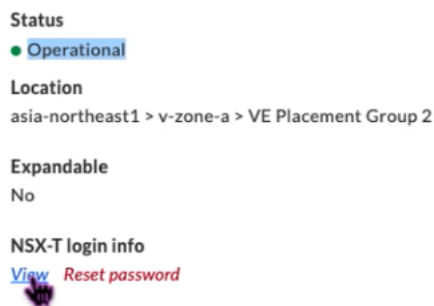 Status
Operational
Location
asia-northeast1 > v-zone-a > VE Placement Group 2
Expandable
No
NSX-T login info
View Reset password